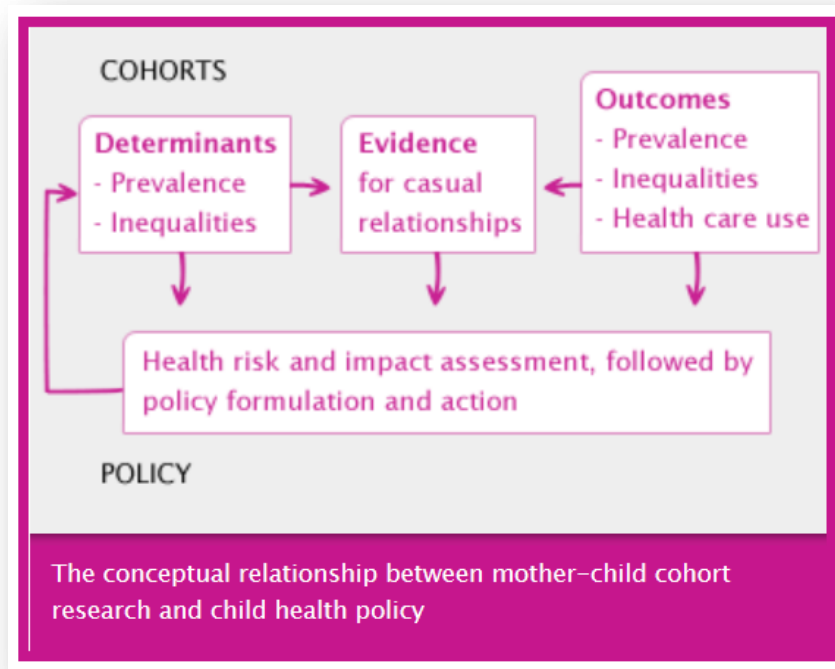 COHORTS
Determinants
- Prevalence
- Inequalities
Evidence
for casual
relationships
Outcomes
- Prevalence
- Inequalities
- Health care use
Health risk and impact assessment, followed by
policy formulation and action
POLICY
The conceptual relationship between mother-child cohort
research and child health policy